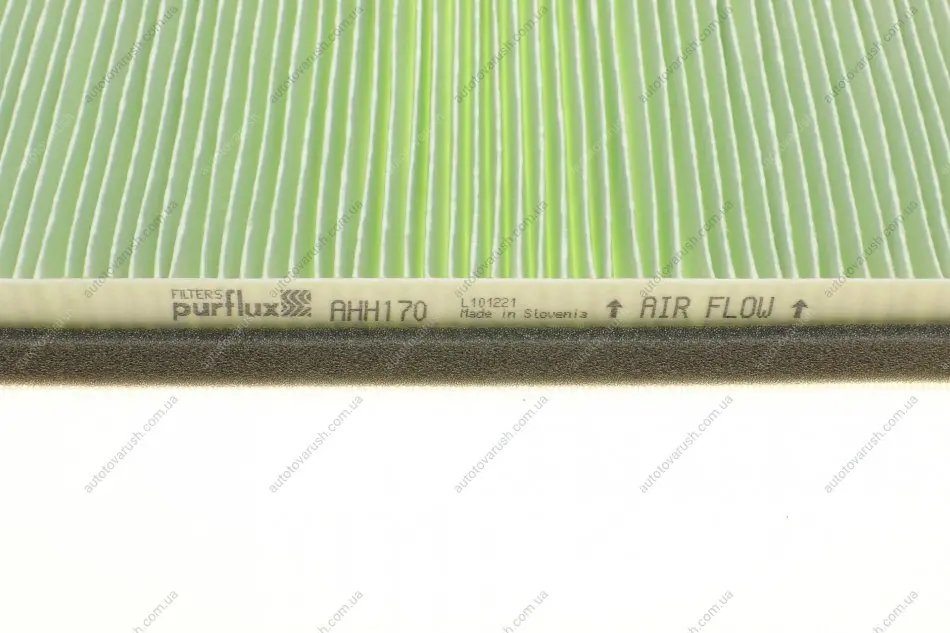 FILTERS
purflux AHH170 L101221 ↑ AIR FLOW ↑
Made in Slovenia
autotovarush.com.ua